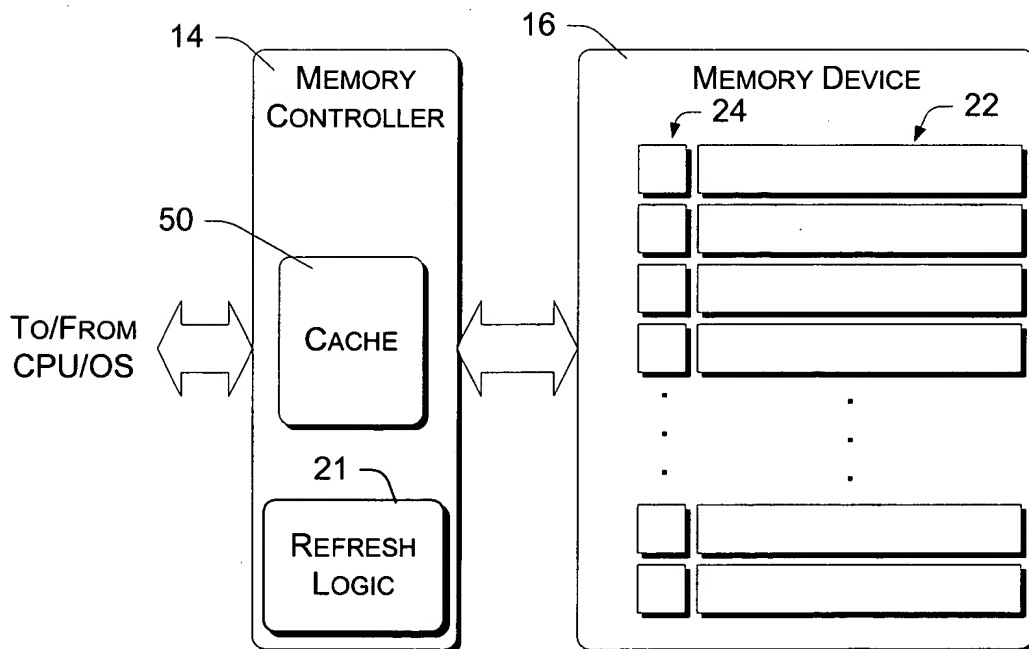 14
MEMORY
CONTROLLER
50
CACHE
TO/FROM
CPU/OS
21
REFRESH
LOGIC
16
MEMORY DEVICE
24
22